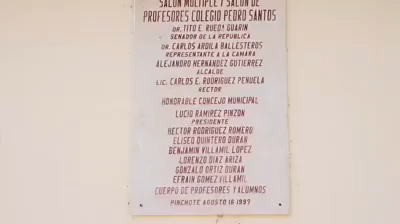 SALON MULTIPLE Y SALON DE
PROFESORES COLEGIO PEDRO SANTOS
DR. TITO E. RUEDA GUARIN
SENADOR DE LA REPUBLICA
DR. CARLOS ARDILA BALLESTEROS
REPRESENTANTE A LA CAMARA
ALEJANDRO HERNANDEZ GUTIERREZ
ALCALDE
LIC. CARLOS E. RODRIGUEZ PEÑUELA
RECTOR
HONORABLE CONCEJO MUNICIPAL
LUCIO RAMIREZ PINZON
PRESIDENTE
HECTOR RODRIGUEZ ROMERO
ELISEO QUINTERO DURAN
BENJAMIN VILLAMIL LOPEZ
LORENZO DIAZ ARIZA
GONZALO ORTIZ DURAN
EFRAIN GOMEZ VILLAMIL
CUERPO DE PROFESORES Y ALUMNOS
PINCHOTE AGOSTO 16 1997